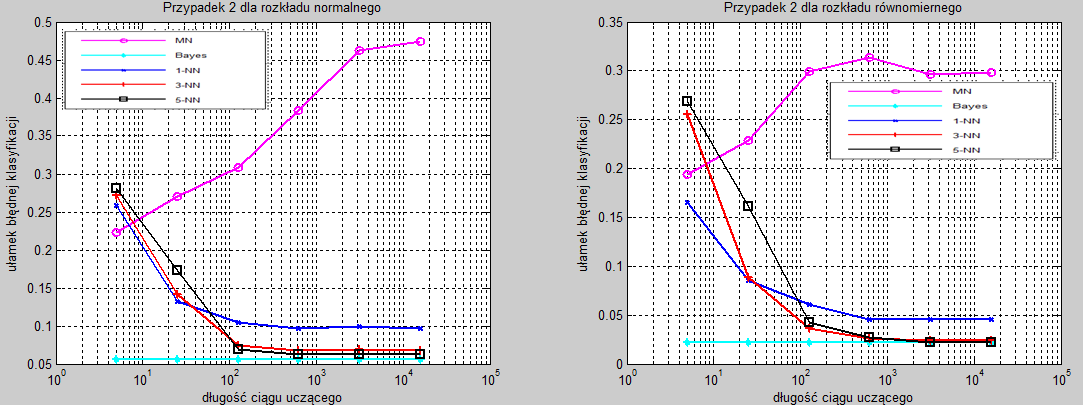 Przypadek 2 dla rozkładu normalnego
0.5
0.45
0.4
0.35
0.3
0.25
0.2
0.15
0.1
0.05
ułamek błędnej klasyfikacji
MN
Bayes
1-NN
3-NN
5-NN
10^0
10^1
10^2
10^3
10^4
10^5
długość ciągu uczącego
Przypadek 2 dla rozkładu równomiernego
0.35
0.3
0.25
0.2
0.15
0.1
0.05
0
ułamek błędnej klasyfikacji
MN
Bayes
1-NN
3-NN
5-NN
10^0
10^1
10^2
10^3
10^4
10^5
długość ciągu uczącego